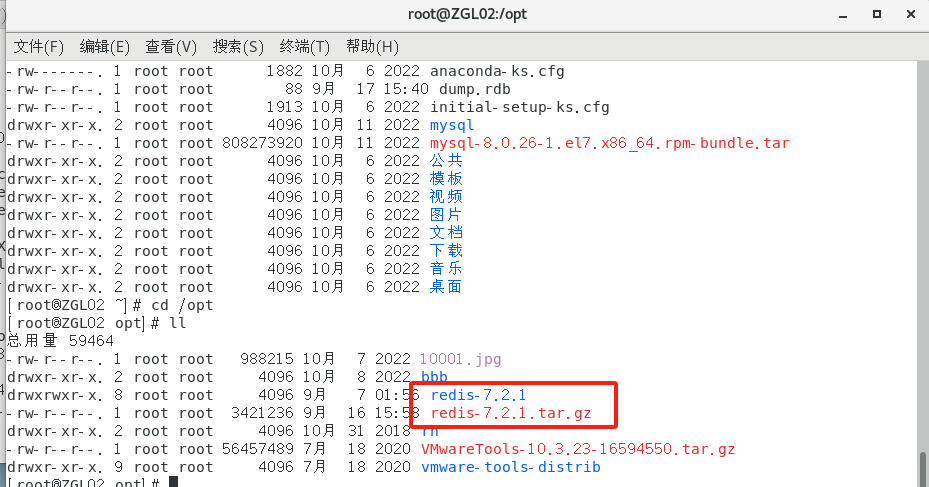 root@ZGL02:/opt
文件(F) 编辑(E) 查看(V) 搜索(S) 终端(T) 帮助(H)
-rw-------. 1 root root 1882 10月 6 2022 anaconda-ks.cfg
-rw-r--r--. 1 root root 88 9月 17 15:40 dump.rdb
-rw-r--r--. 1 root root 1913 10月 6 2022 initial-setup-ks.cfg
drwxr-xr-x. 2 root root 4096 10月 11 2022 mysql
-rw-r--r--. 1 root root 808273920 10月 11 2022 mysql-8.0.26-1.el7.x86_64.rpm-bundle.tar
drwxr-xr-x. 2 root root 4096 10月 6 2022 公共
drwxr-xr-x. 2 root root 4096 10月 6 2022 模板
drwxr-xr-x. 2 root root 4096 10月 6 2022 视频
drwxr-xr-x. 2 root root 4096 10月 6 2022 图片
drwxr-xr-x. 2 root root 4096 10月 6 2022 文档
drwxr-xr-x. 2 root root 4096 10月 6 2022 下载
drwxr-xr-x. 2 root root 4096 10月 6 2022 音乐
drwxr-xr-x. 2 root root 4096 10月 6 2022 桌面
[root@ZGL02 ~]# cd /opt
[root@ZGL02 opt]# ll
总用量 59464
-rw-r--r--. 1 root root 988215 10月 7 2022 10001.jpg
drwxr-xr-x. 2 root root 4096 10月 8 2022 bbb
drwxrwxr-x. 8 root root 4096 9月 7 01:56 redis-7.2.1
-rw-r--r--. 1 root root 3421236 9月 16 15:58 redis-7.2.1.tar.gz
drwxr-xr-x. 2 root root 4096 10月 31 2018 rh
-rw-rw-r--. 1 root root 56457489 7月 18 2020 VMwareTools-10.3.23-16594550.tar.gz
drwxr-xr-x. 9 root root 4096 7月 18 2020 vmware-tools-distrib
[root@ZGL02 opt]#